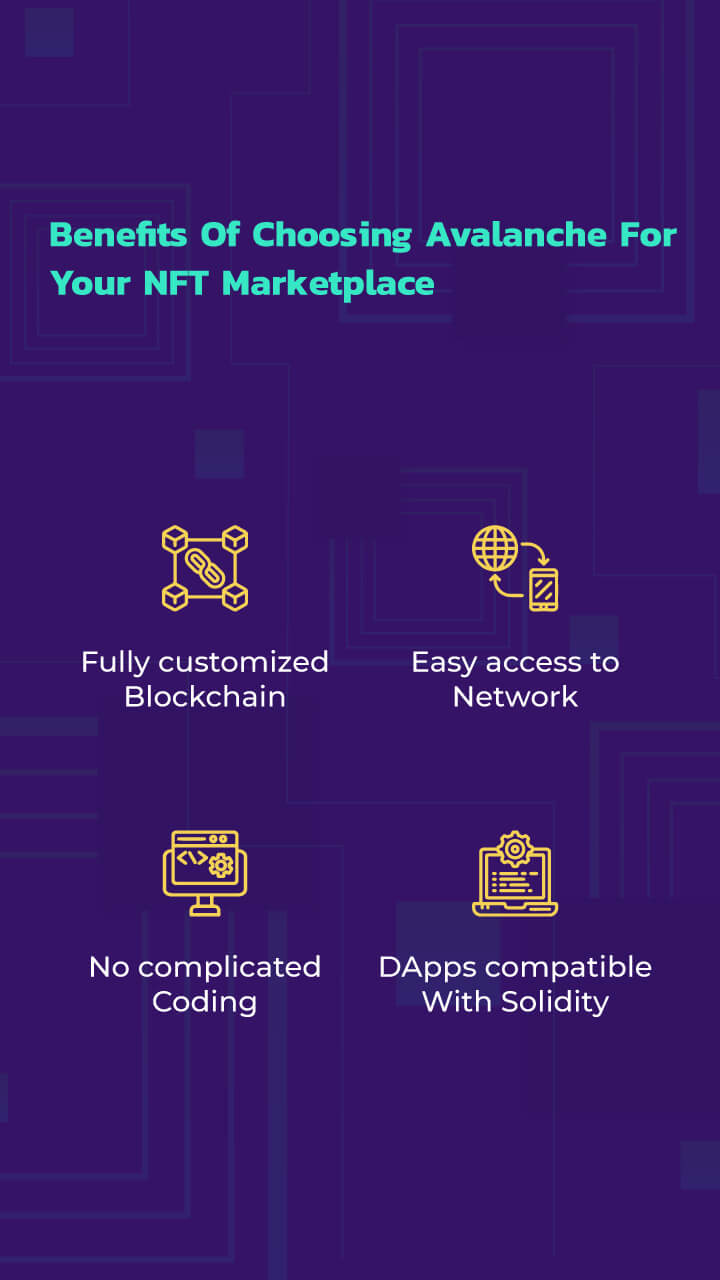 Benefits Of Choosing Avalanche For
Your NFT Marketplace
Fully customized
Blockchain
Easy access to
Network
No complicated
Coding
DApps compatible
With Solidity